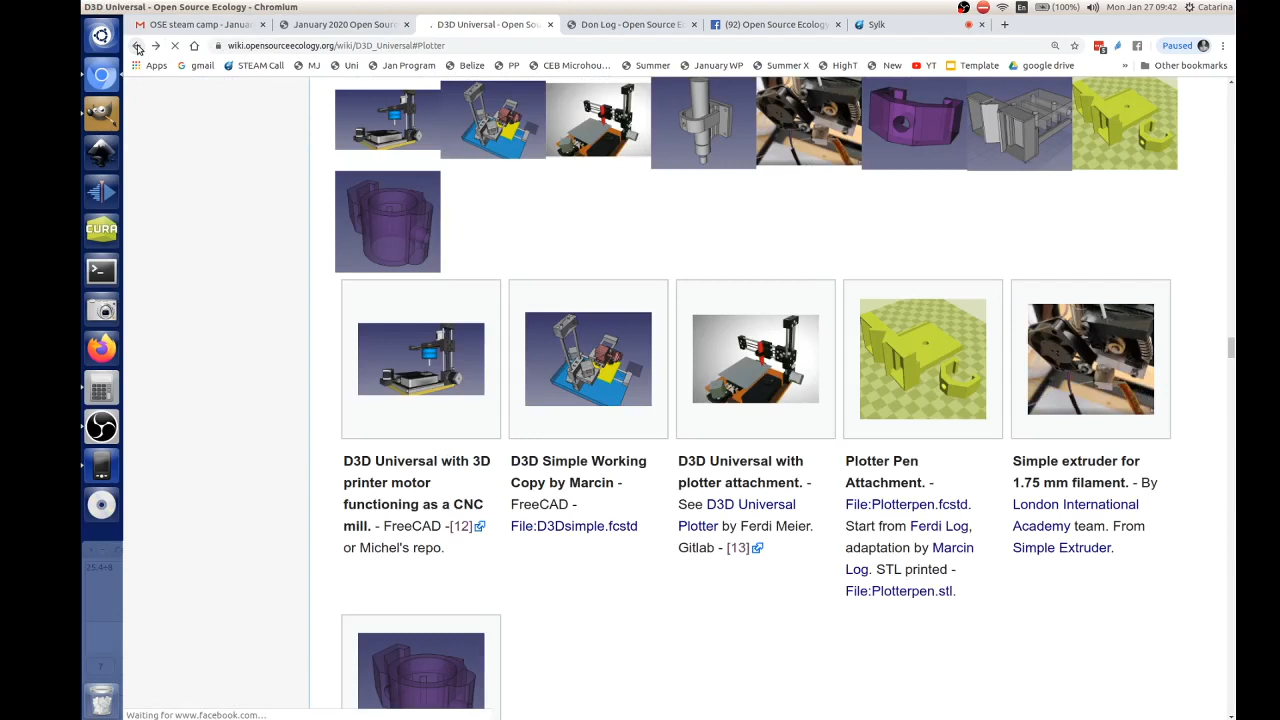 D3D Universal - Open Source Ecology - Chromium
(100%) Mon Jan 27 09:42 Catarina
OSE steam camp - Janua
January 2020 Open Sour
D3D Universal - Open Sou
Don Log - Open Source E
(92) Open Source Ecology
Sylk
wiki.opensourceecology.org/wiki/D3D_Universal#Plotter
Paused
Apps gmail STEAM Call MJ Uni Jan Program Belize PP CEB Microhou... Summer January WP Summer X HighT New YT Template google drive » Other bookmarks
CURA
D3D Universal with 3D
printer motor
functioning as a CNC
mill. - FreeCAD -[12]
or Michel's repo.
D3D Simple Working
Copy by Marcin -
FreeCAD -
File:D3Dsimple.fcstd
D3D Universal with
plotter attachment. -
See D3D Universal
Plotter by Ferdi Meier.
Gitlab - [13]
Plotter Pen
Attachment. -
File:Plotterpen.fcstd.
Start from Ferdi Log,
adaptation by Marcin
Log. STL printed -
File:Plotterpen.stl.
Simple extruder for
1.75 mm filament. - By
London International
Academy team. From
Simple Extruder.
25.4÷8
7
Waiting for www.facebook.com...